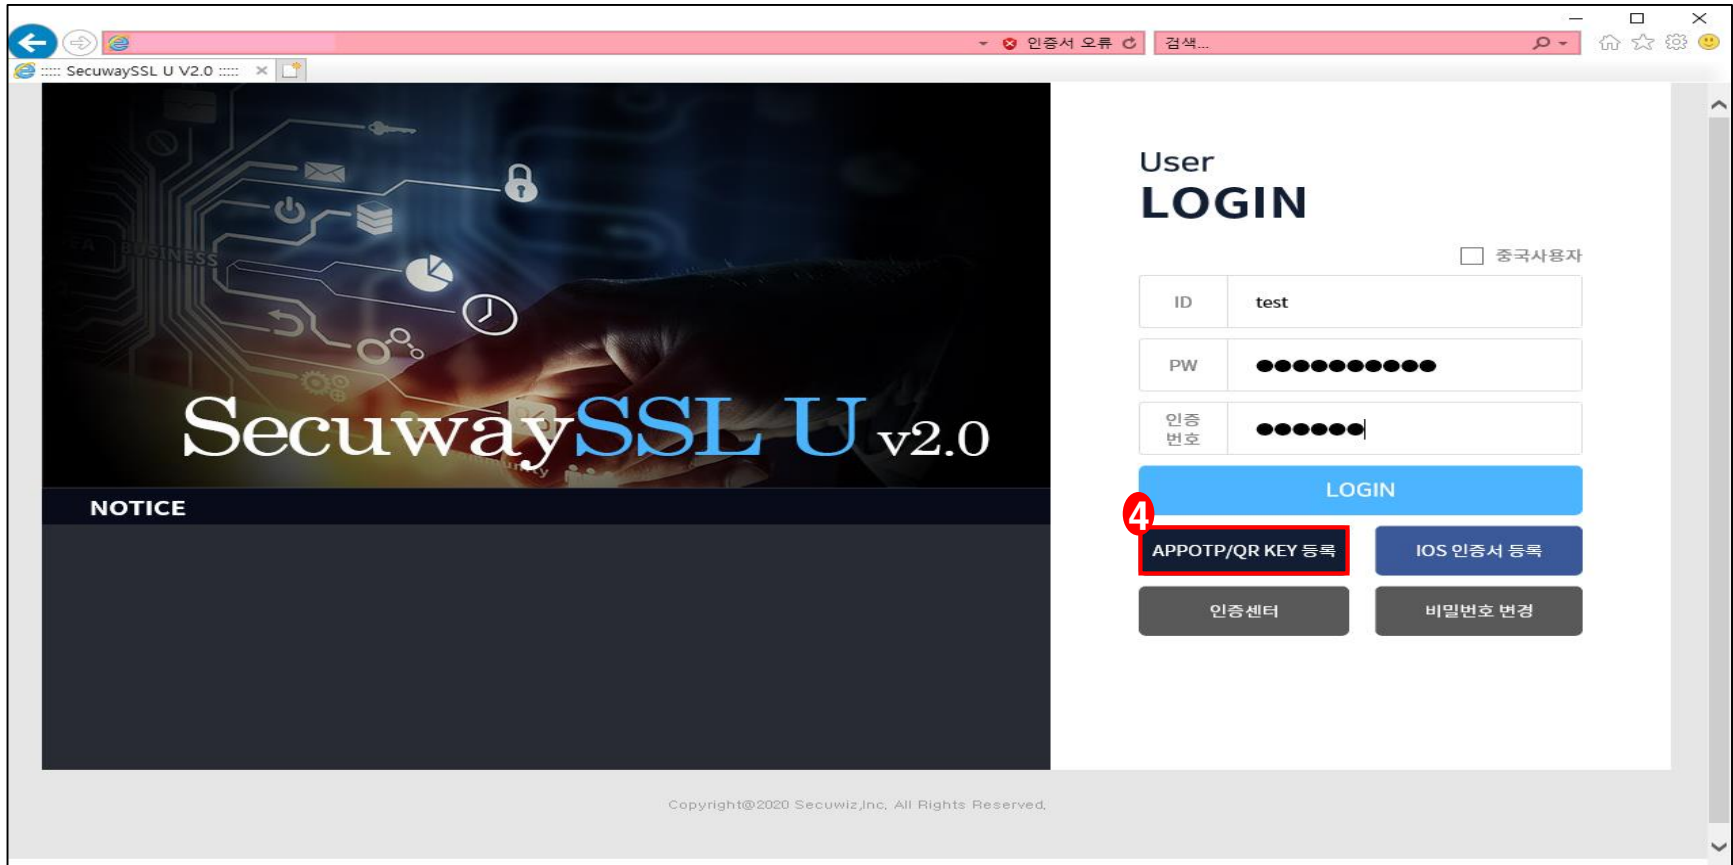 인증서 오류
검색...
::::: SecuwaySSL U V2.0 :::::
BUSINESS
SecuwaySSL U v2.0
NOTICE
User
LOGIN
중국사용자
ID test
PW ●●●●●●●●●●
인증
번호 ●●●●●●
LOGIN
4
APPOTP/QR KEY 등록
IOS 인증서 등록
인증센터
비밀번호 변경
Copyright@2020 Secuwiz,Inc, All Rights Reserved,